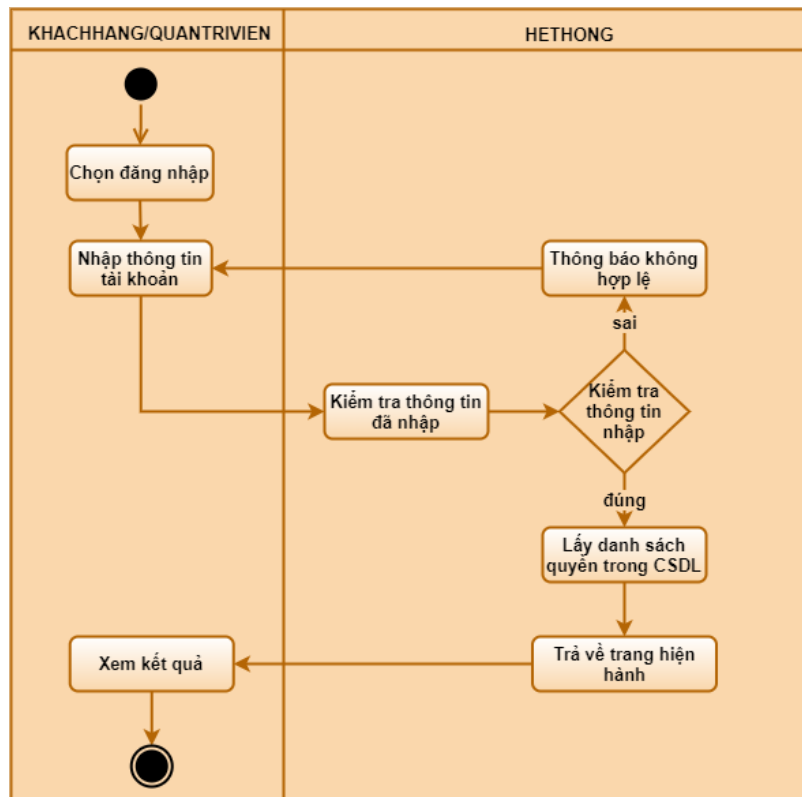 KHACHHANG/QUANTRIVIEN
HETHONG
Chọn đăng nhập
Nhập thông tin
tài khoản
Thông báo không
hợp lệ
sai
Kiểm tra thông tin
đã nhập
Kiểm tra
thông tin
nhập
đúng
Lấy danh sách
quyền trong CSDL
Xem kết quả
Trả về trang hiện
hành